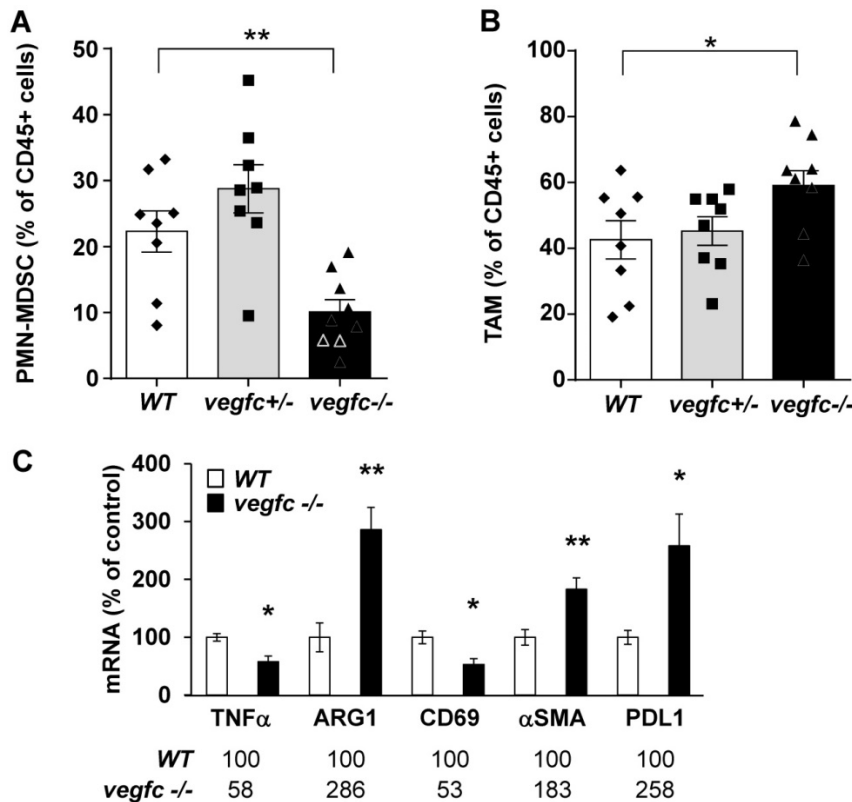 A
PMN-MDSC (% of CD45+ cells)
50
40
30
20
10
0
**
WT
vegfc+/-
vegfc-/-
B
TAM (% of CD45+ cells)
100
80
60
40
20
0
*
WT
vegfc+/-
vegfc-/-
C
mRNA (% of control)
400
300
200
100
0
WT
vegfc -/-
* ** * ** *
TNFα ARG1 CD69 αSMA PDL1
WT 100 100 100 100 100
vegfc -/- 58 286 53 183 258